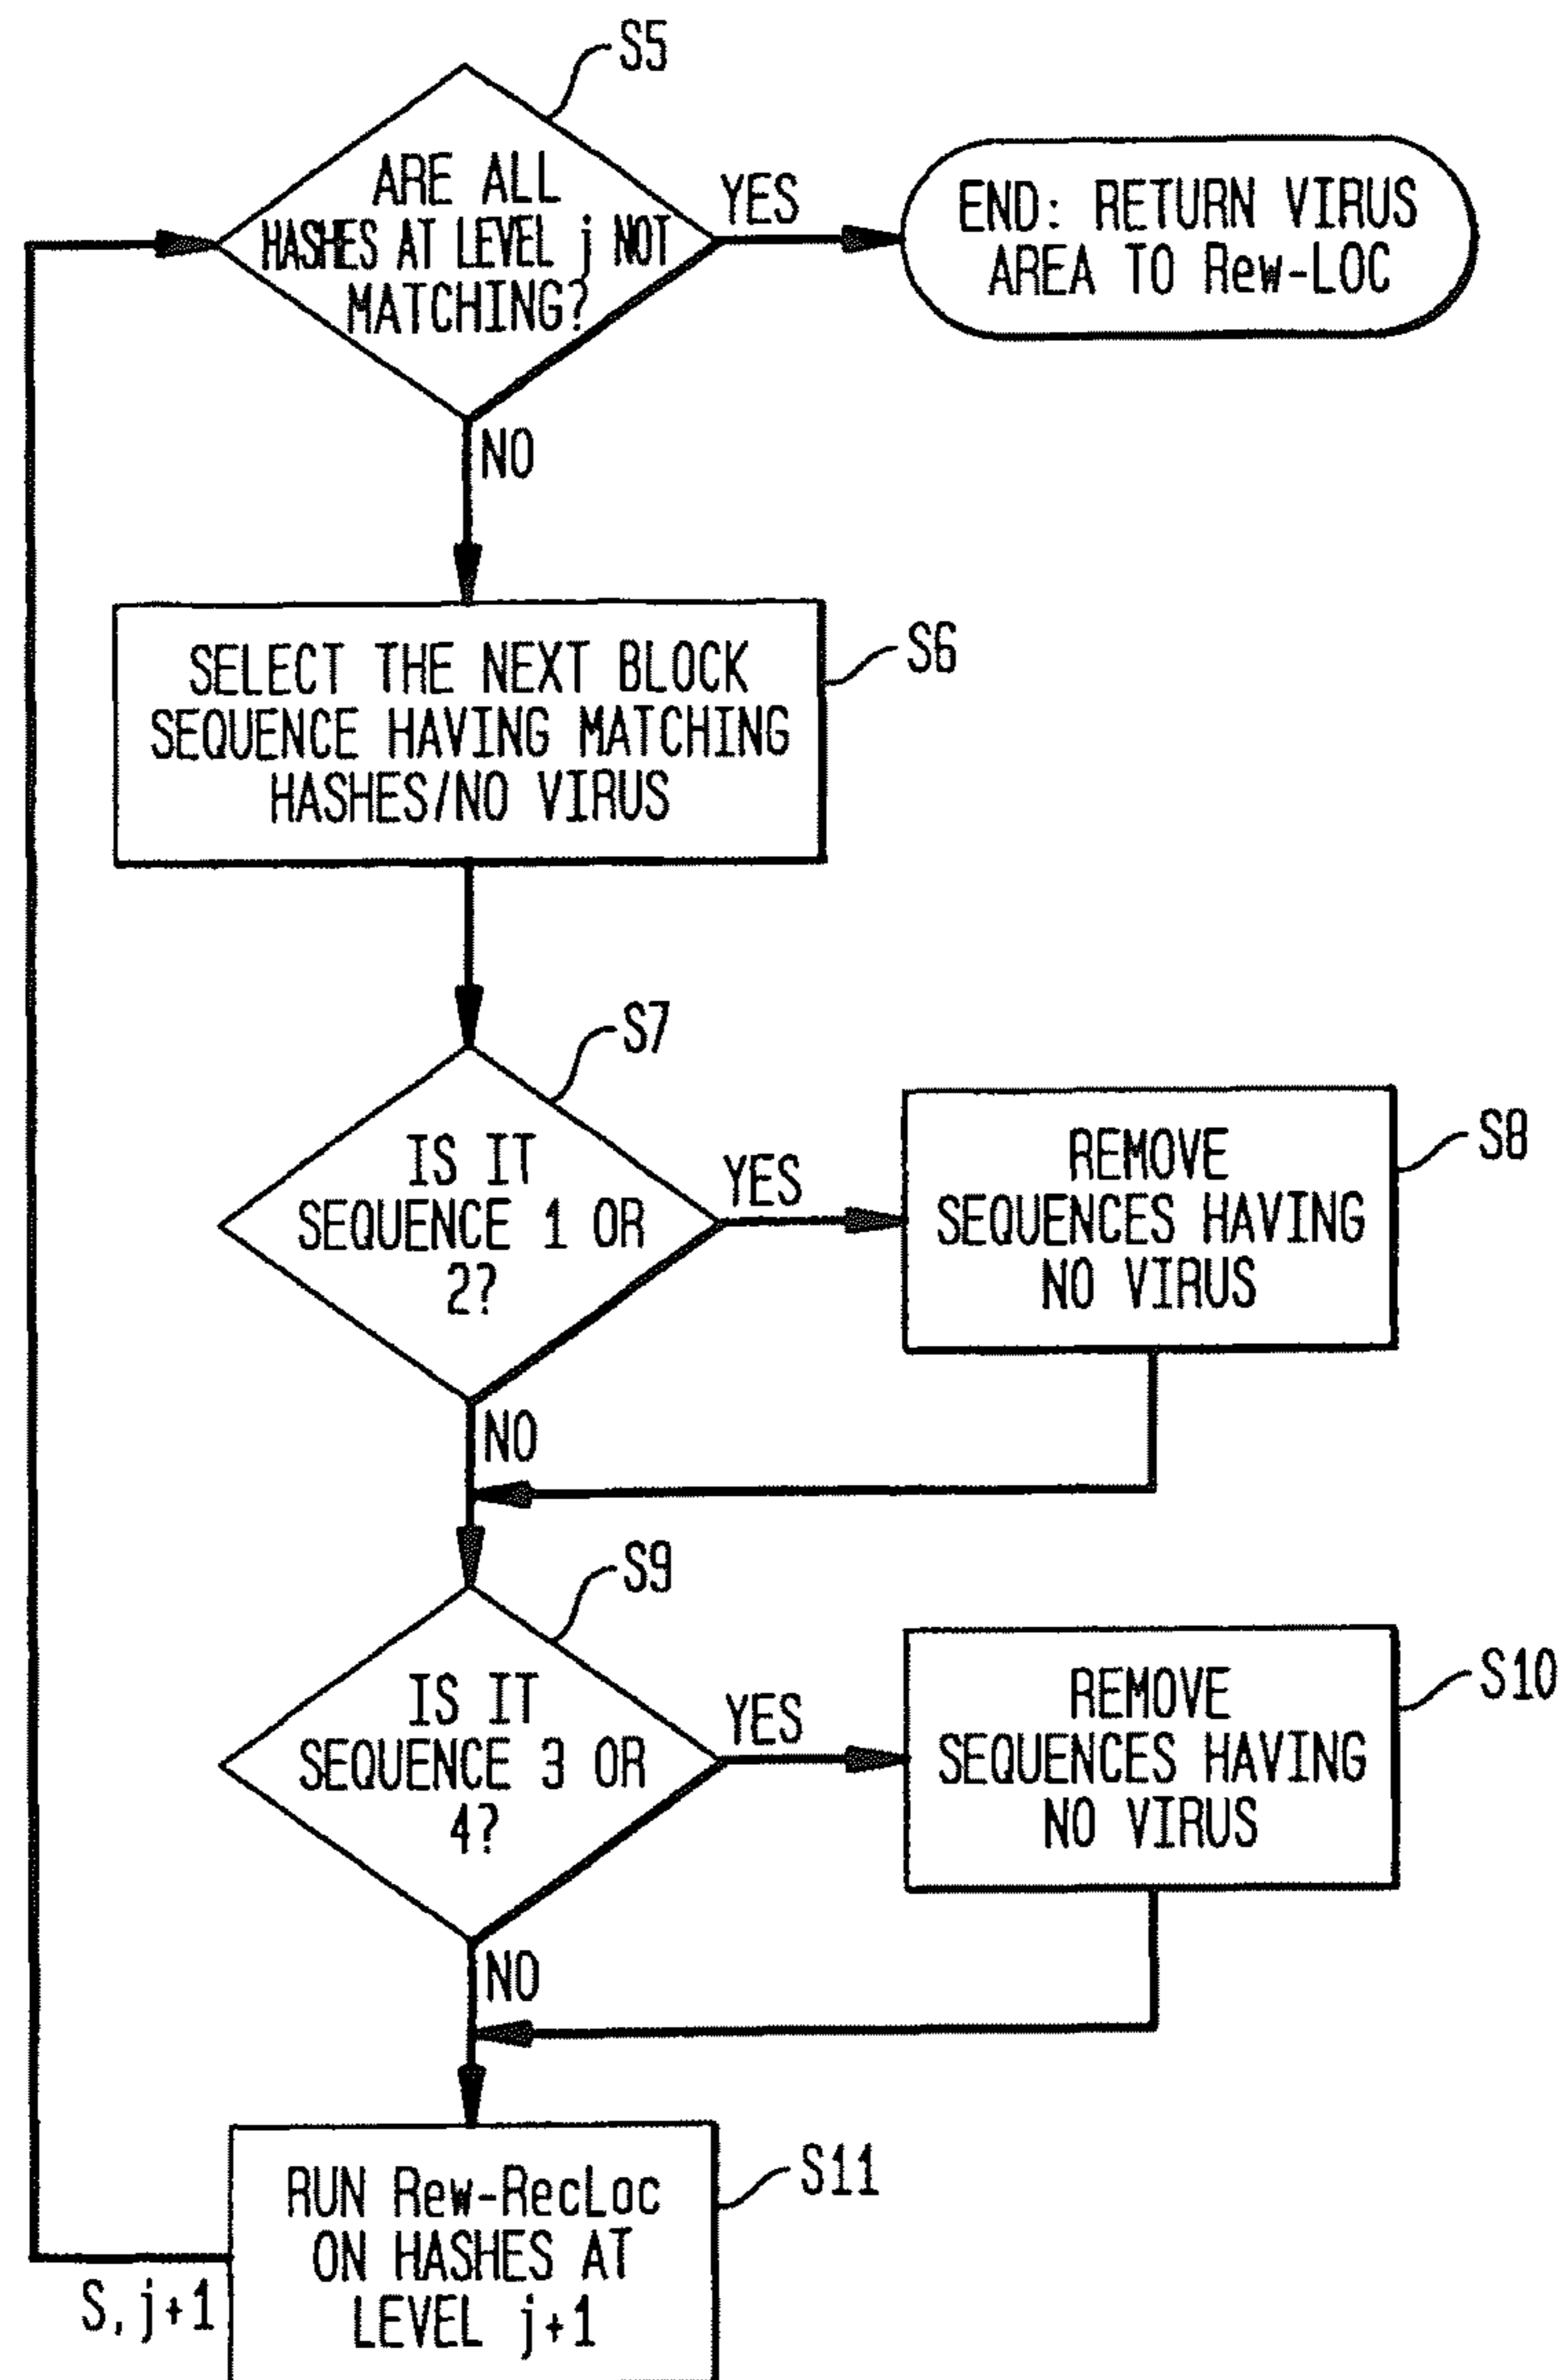 S5
ARE ALL
HASHES AT LEVEL j NOT
MATCHING?
YES
END: RETURN VIRUS
AREA TO Rew-LOC
NO
SELECT THE NEXT BLOCK
SEQUENCE HAVING MATCHING
HASHES/NO VIRUS
S6
S7
IS IT
SEQUENCE 1 OR
2?
YES
REMOVE
SEQUENCES HAVING
NO VIRUS
S8
NO
S9
IS IT
SEQUENCE 3 OR
4?
YES
REMOVE
SEQUENCES HAVING
NO VIRUS
S10
NO
RUN Rew-RecLoc
ON HASHES AT
LEVEL j+1
S11
S, j+1